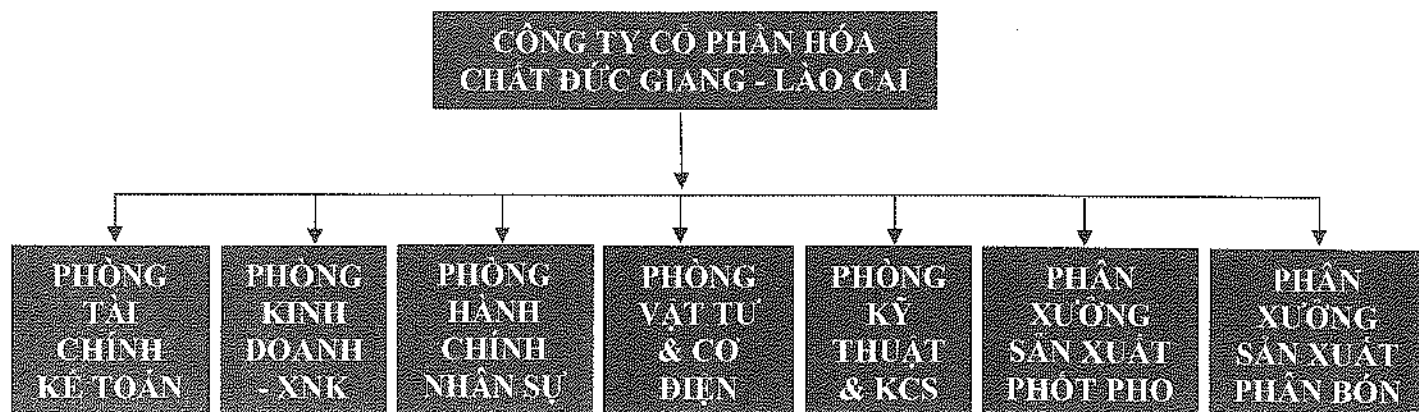 CÔNG TY CỔ PHẦN HÓA
CHẤT ĐỨC GIANG - LÀO CAI
PHÒNG
TÀI
CHÍNH
KẾ TOÁN
PHÒNG
KINH
DOANH
- XNK
PHÒNG
HÀNH
CHÍNH
NHÂN SỰ
PHÒNG
VẬT TƯ
& CƠ
ĐIỆN
PHÒNG
KỸ
THUẬT
& KCS
PHÂN
XƯỞNG
SẢN XUẤT
PHỐT PHO
PHÂN
XƯỞNG
SẢN XUẤT
PHÂN BÓN